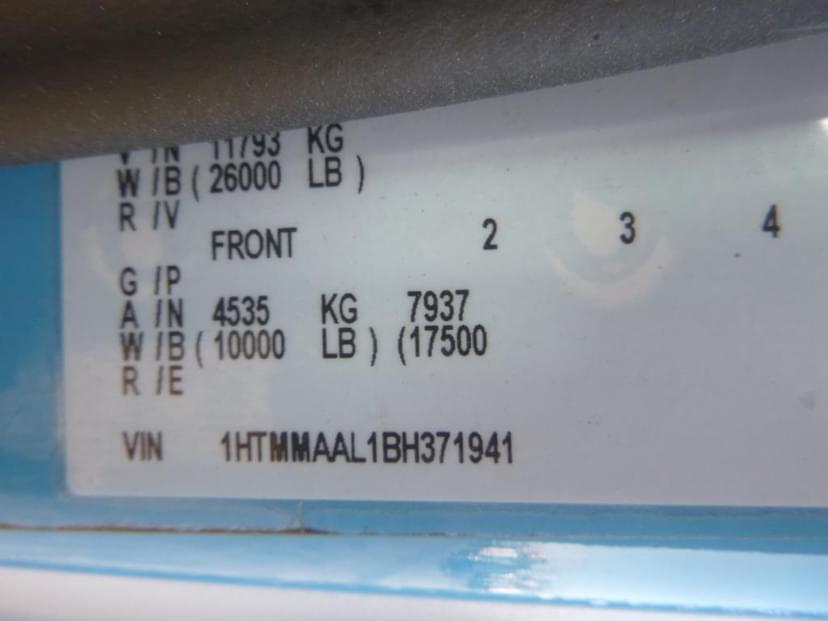 V /N 11793 KG
W /B ( 26000 LB )
R /V
FRONT 2 3 4
G /P
A /N 4535 KG 7937
W /B ( 10000 LB ) (17500
R /E
VIN 1HTMMAAL1BH371941